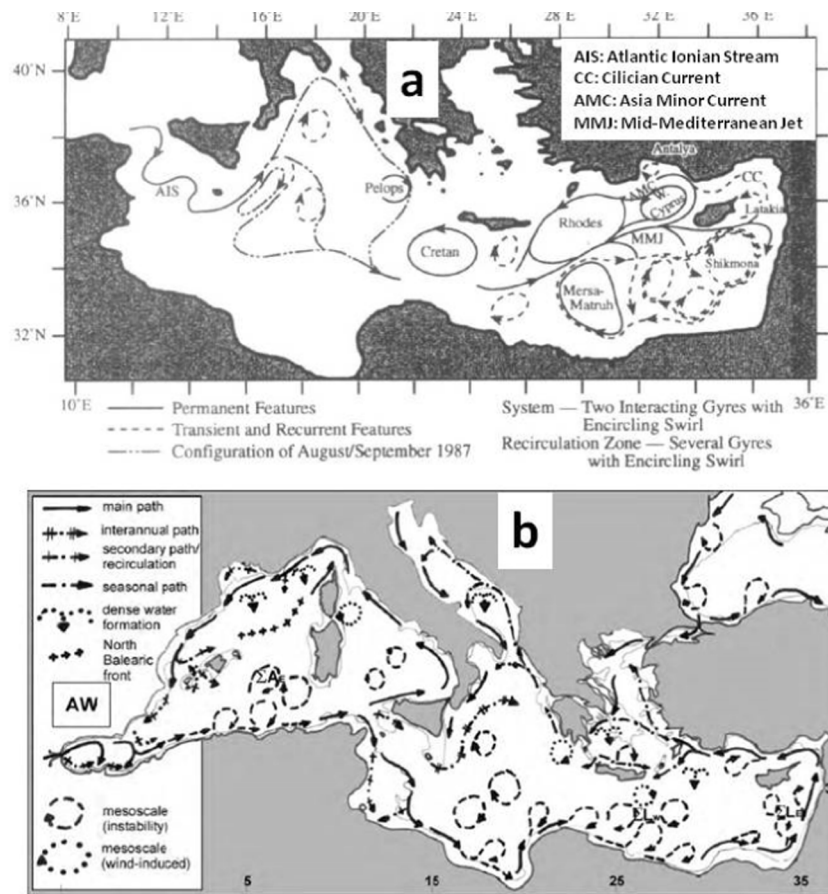 8°E 12°E 16°E 20°E 24°E 28°E 32°E 36°E
40°N
a
AIS: Atlantic Ionian Stream
CC: Cilician Current
AMC: Asia Minor Current
MMJ: Mid-Mediterranean Jet
Antalya
36°N
AIS
Pelops
AMC
W. Cyprus
CC
Latakia
Rhodes
MMJ
Cretan
Shikmona
Mersa-Matruh
32°N
10°E
36°E
Permanent Features
Transient and Recurrent Features
Configuration of August/September 1987
System — Two Interacting Gyres with
Encircling Swirl
Recirculation Zone — Several Gyres
with Encircling Swirl
b
main path
interannual path
secondary path/
recirculation
seasonal path
dense water
formation
North
Balearic
front
AW
mesoscale
(instability)
mesoscale
(wind-induced)
5 15 25 35